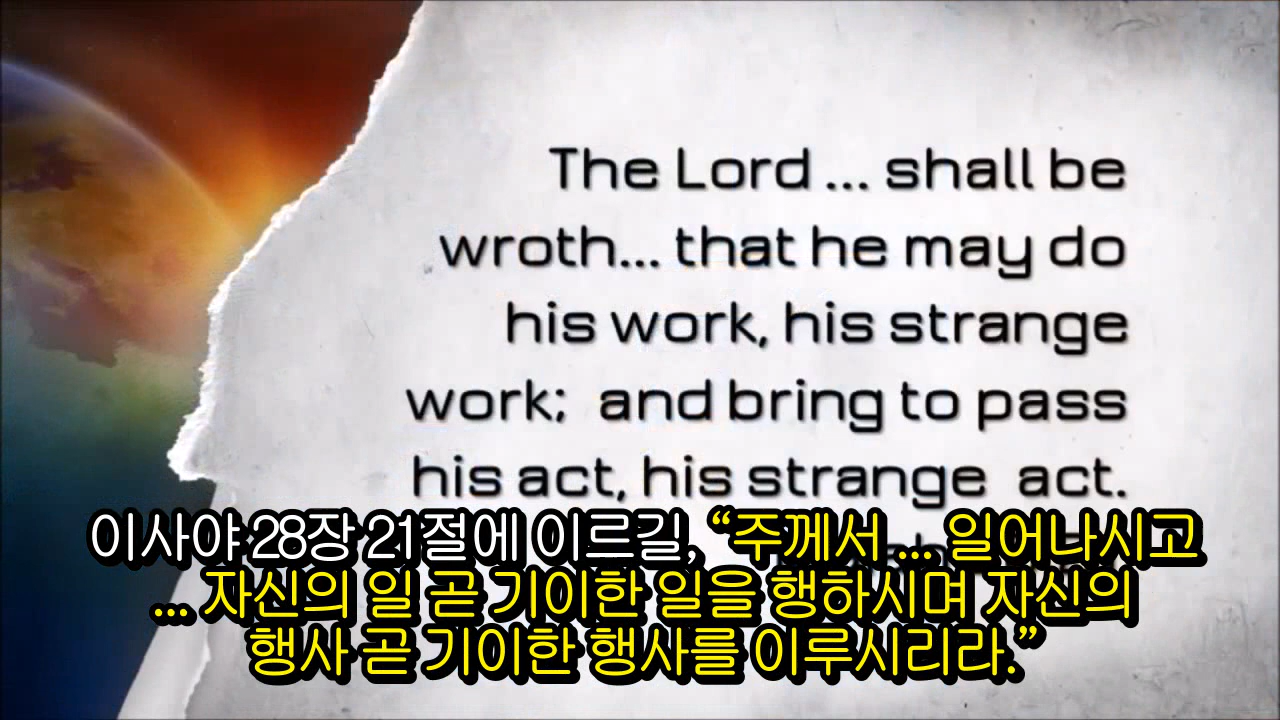 The Lord ... shall be
wroth... that he may do
his work, his strange
work;  and bring to pass
his act, his strange  act.
이사야 28장 21절에 이르길, “주께서 ... 일어나시고
... 자신의 일 곧 기이한 일을 행하시며 자신의
행사 곧 기이한 행사를 이루시리라.”